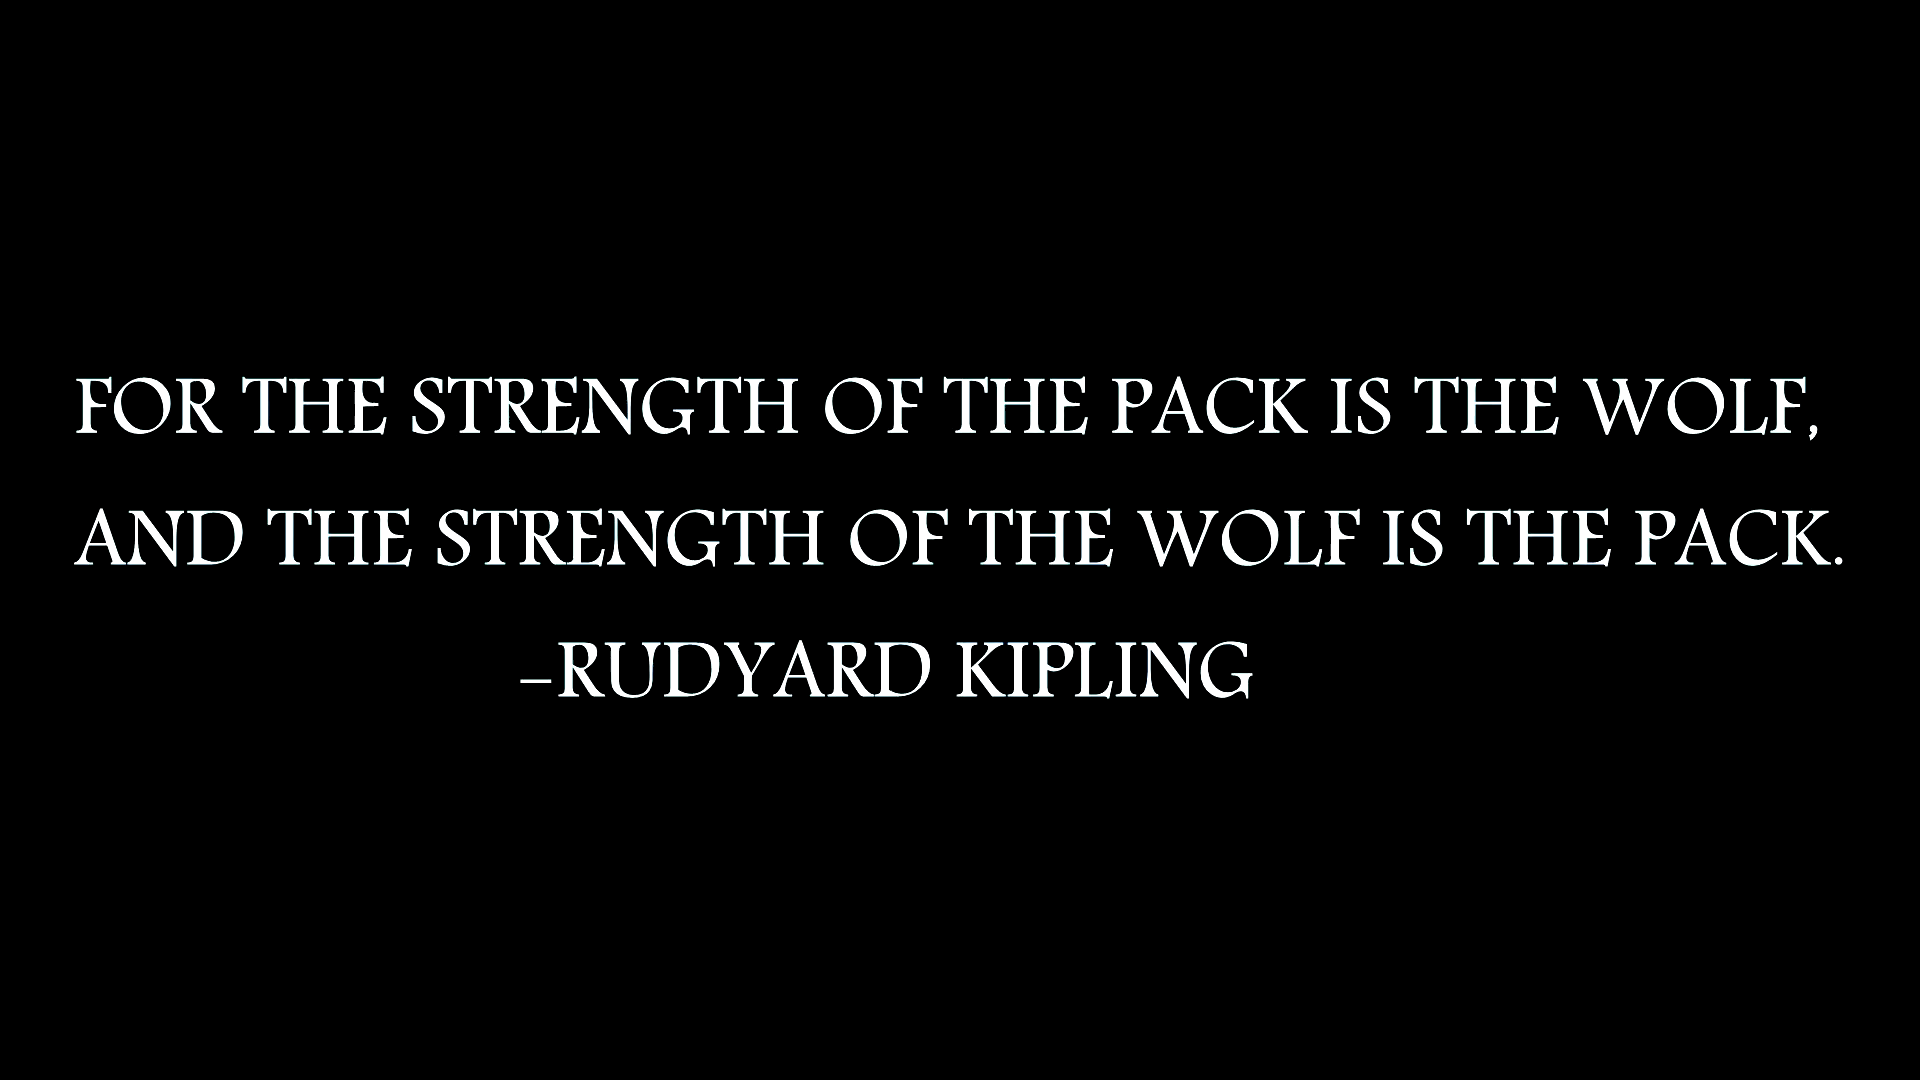 FOR THE STRENGTH OF THE PACK IS THE WOLF,
AND THE STRENGTH OF THE WOLF IS THE PACK.
-RUDYARD KIPLING